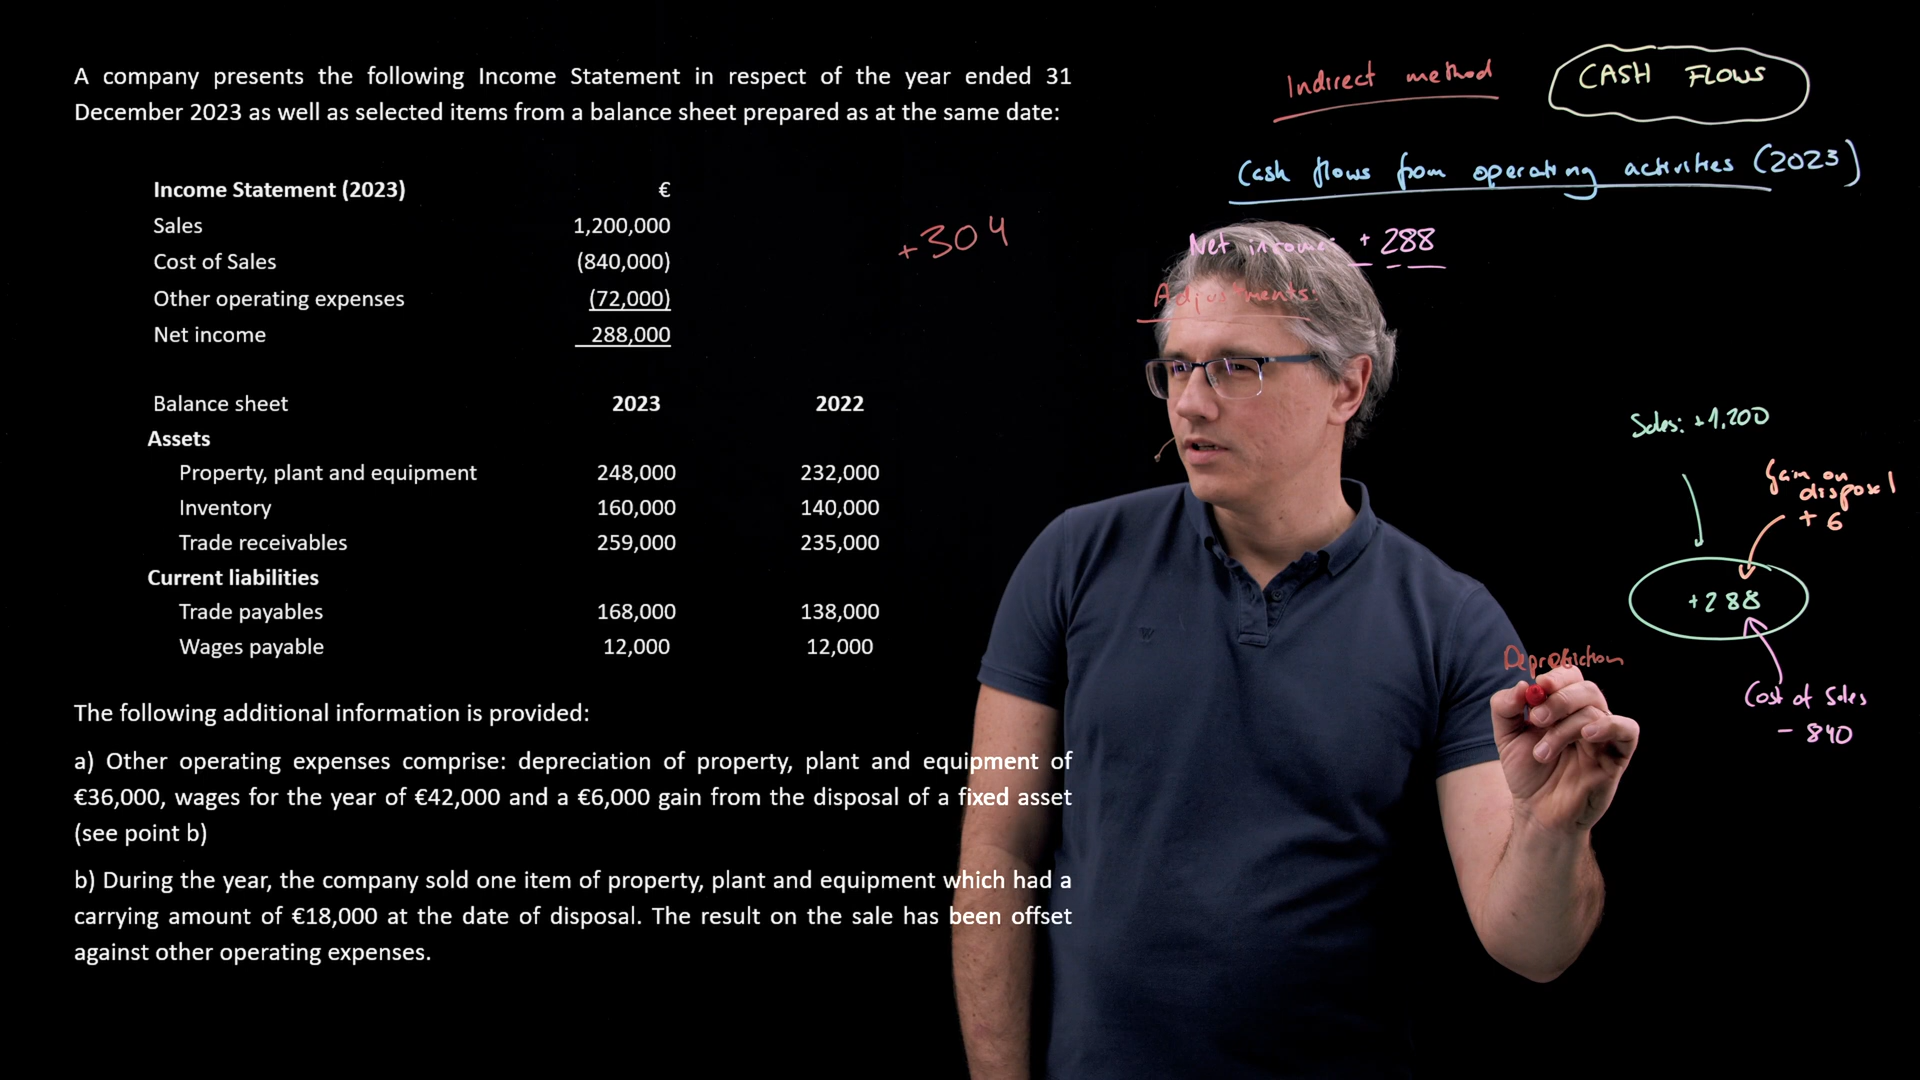 A company presents the following Income Statement in respect of the year ended 31
December 2023 as well as selected items from a balance sheet prepared as at the same date:
Income Statement (2023) €
Sales 1,200,000
Cost of Sales (840,000)
Other operating expenses (72,000)
Net income 288,000
Balance sheet 2023 2022
Assets
Property, plant and equipment 248,000 232,000
Inventory 160,000 140,000
Trade receivables 259,000 235,000
Current liabilities
Trade payables 168,000 138,000
Wages payable 12,000 12,000
The following additional information is provided:
a) Other operating expenses comprise: depreciation of property, plant and equipment of
€36,000, wages for the year of €42,000 and a €6,000 gain from the disposal of a fixed asset
(see point b)
b) During the year, the company sold one item of property, plant and equipment which had a
carrying amount of €18,000 at the date of disposal. The result on the sale has been offset
against other operating expenses.
+304
Indirect method
CASH FLOWS
Cash flows from operating activities (2023)
Net income: + 288
Adjustments:
Sales: +1,200
Gain on
disposal
+ 6
+288
Depreciation
Cost of Sales
- 840